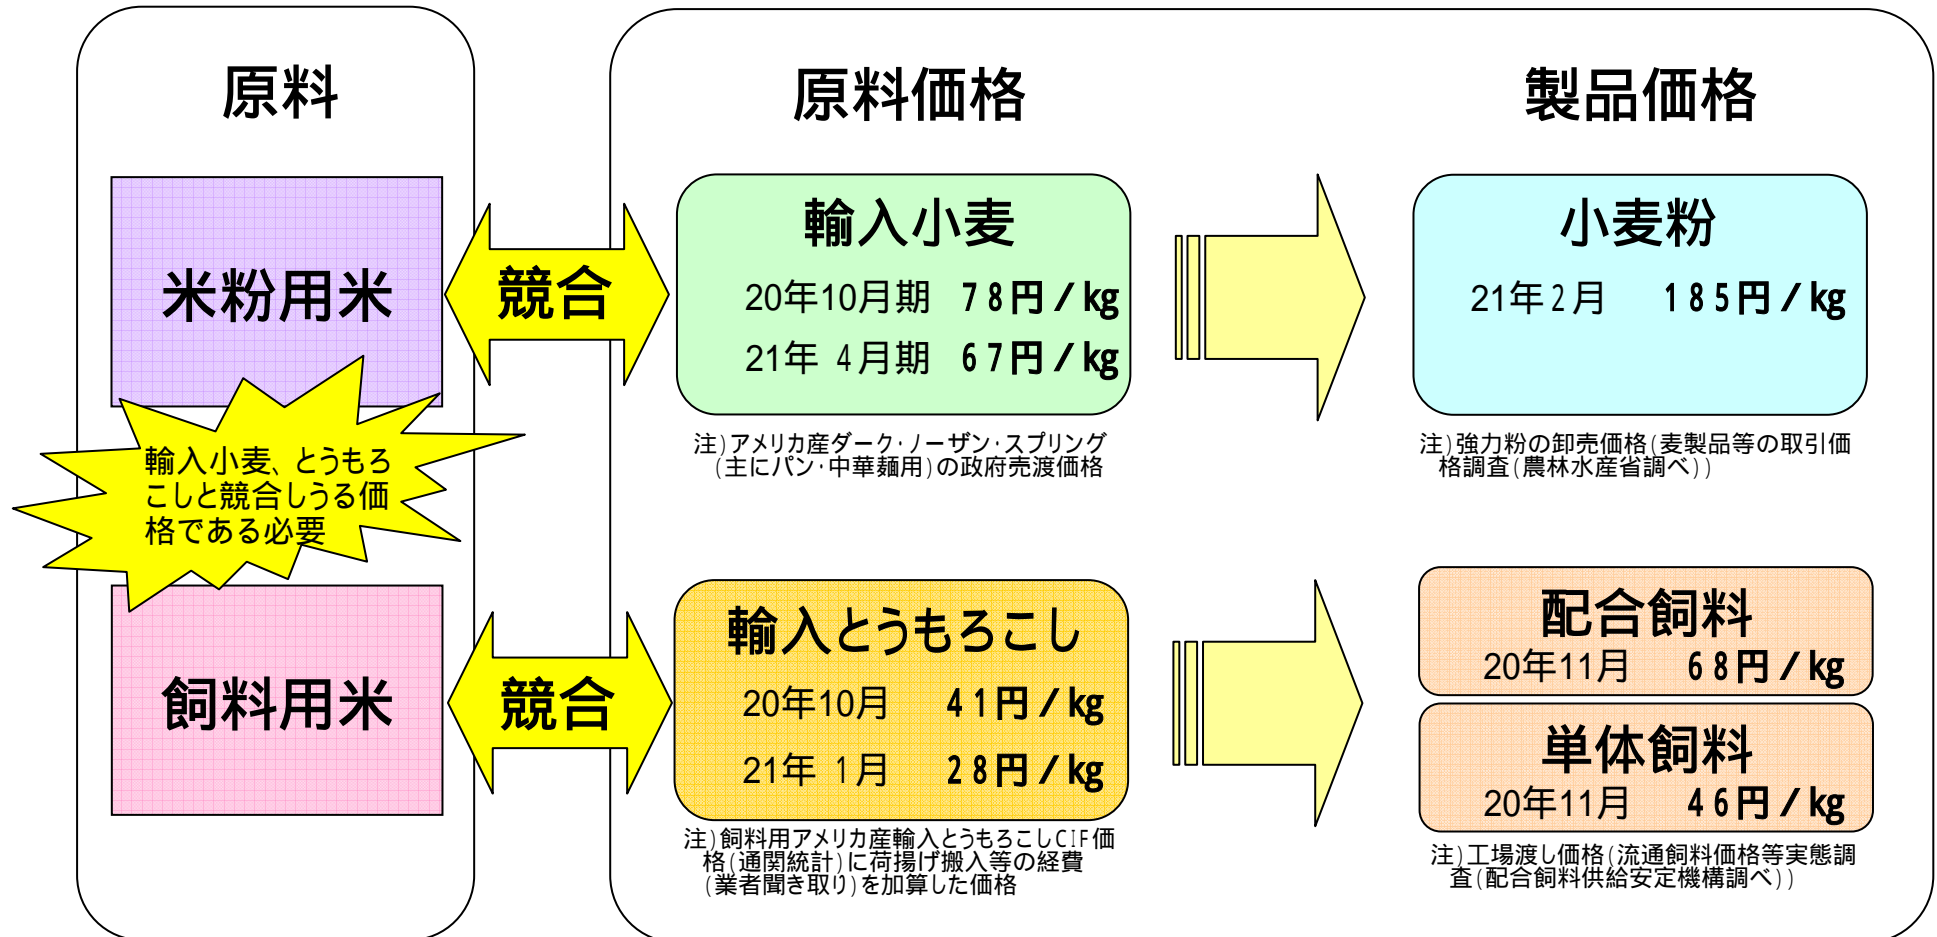 原料
原料価格
製品価格
米粉用米
競合
輸入小麦
20年10月期 78円/kg
21年 4月期 67円/kg
注)アメリカ産ダーク・ノーザン・スプリング
(主にパン・中華麺用)の政府売渡価格
小麦粉
21年2月 185円/kg
注)強力粉の卸売価格(麦製品等の取引価
格調査(農林水産省調べ))
輸入小麦、とうもろ
こしと競合しうる価
格である必要
飼料用米
競合
輸入とうもろこし
20年10月 41円/kg
21年 1月 28円/kg
注)飼料用アメリカ産輸入とうもろこしCIF価
格(通関統計)に荷揚げ搬入等の経費
(業者聞き取り)を加算した価格
配合飼料
20年11月 68円/kg
単体飼料
20年11月 46円/kg
注)工場渡し価格(流通飼料価格等実態調
査(配合飼料供給安定機構調べ))